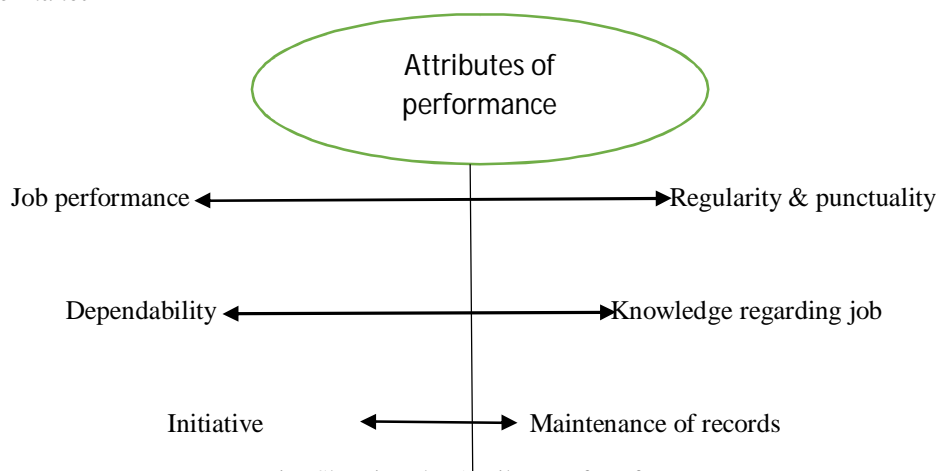 Attributes of
performance
Job performance Regularity & punctuality
Dependability Knowledge regarding job
Initiative Maintenance of records